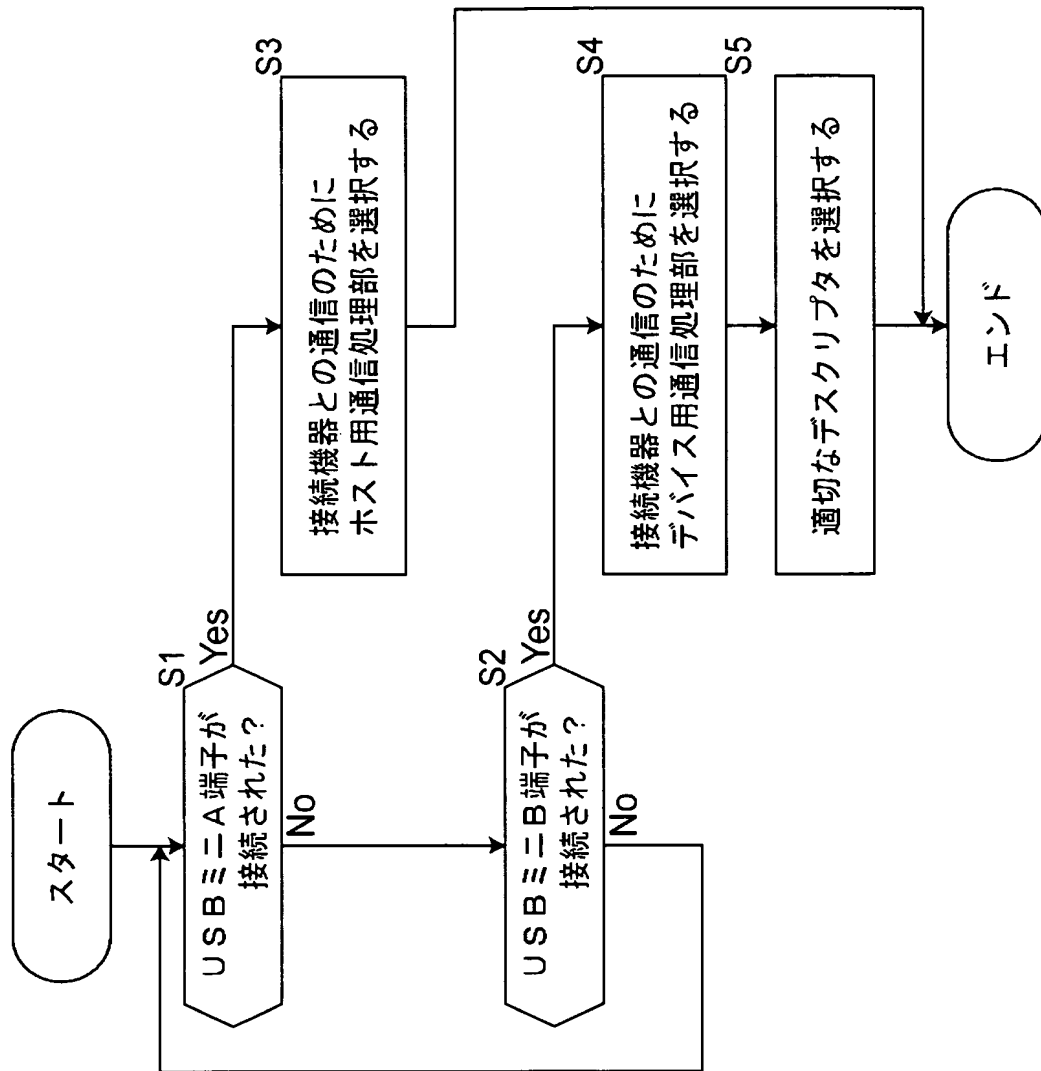 スタート
S1
USBミニA端子が
接続された?
Yes
No
S2
USBミニB端子が
接続された?
Yes
No
S3
接続機器との通信のために
ホスト用通信処理部を選択する
S4
接続機器との通信のために
デバイス用通信処理部を選択する
S5
適切なデスクリプタを選択する
エンド